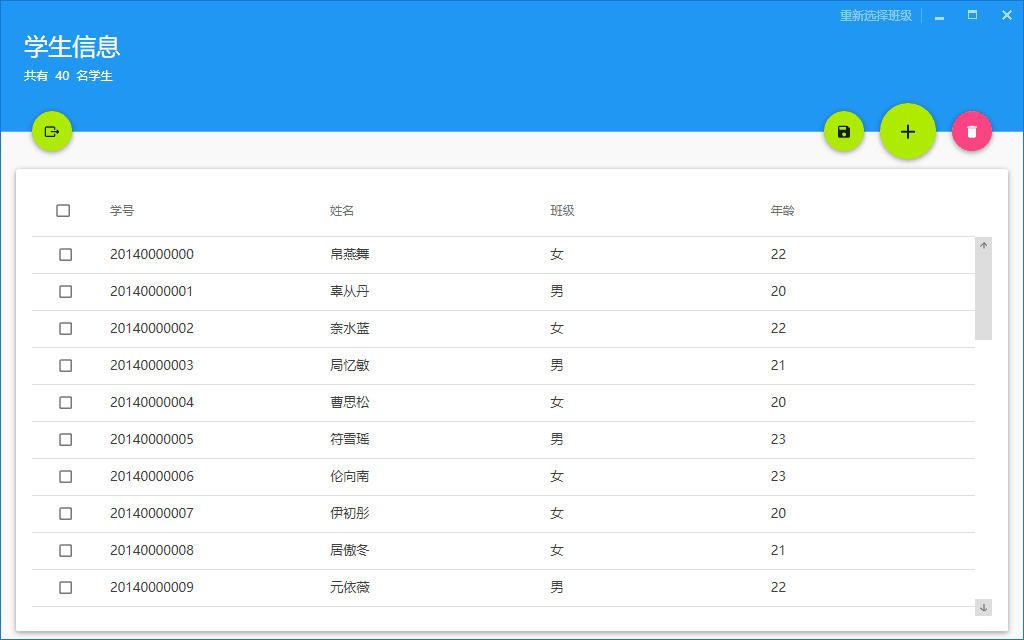 重新选择班级
学生信息
共有 40 名学生
学号 姓名 班级 年龄
20140000000 帛燕舞 女 22
20140000001 辜从丹 男 20
20140000002 奈水蓝 女 22
20140000003 局忆敏 男 21
20140000004 曹思松 女 20
20140000005 符雪瑶 男 23
20140000006 伦向南 女 23
20140000007 伊初彤 女 20
20140000008 居傲冬 女 21
20140000009 元依薇 男 22